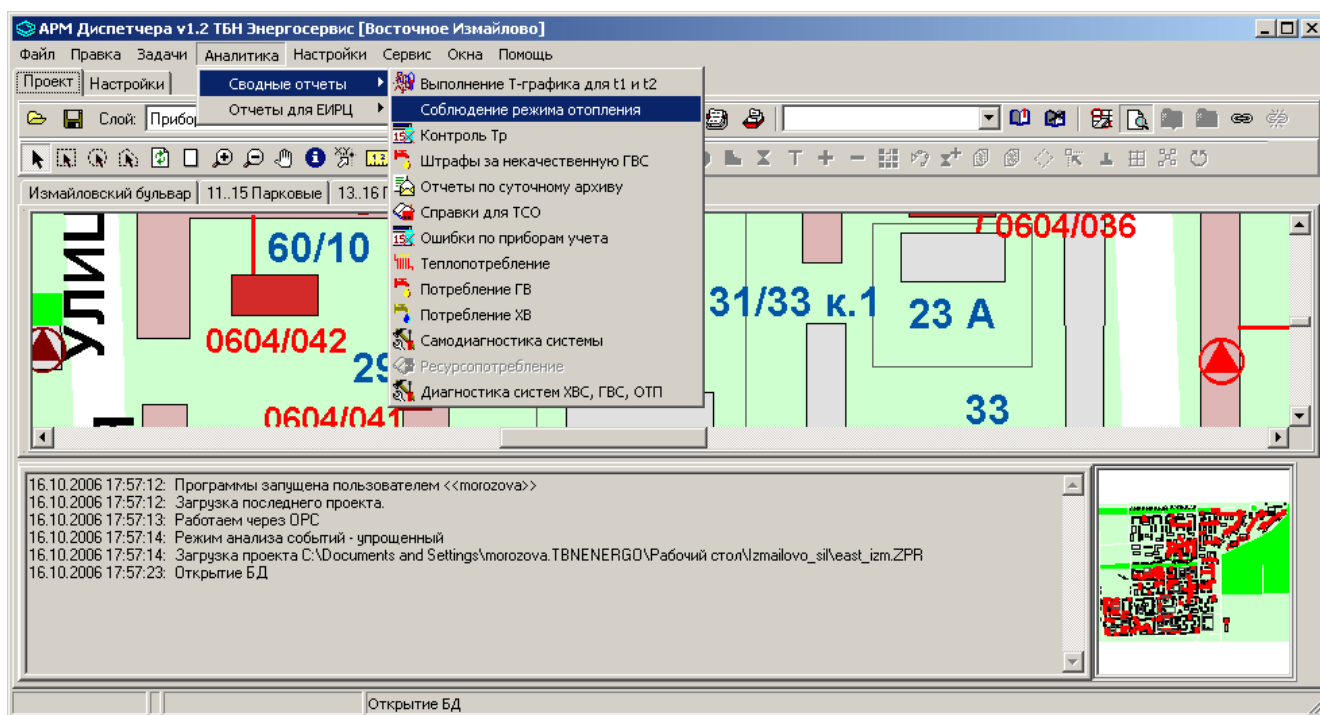 АРМ Диспетчера v1.2 ТБН Энергосервис [Восточное Измайлово]
Файл Правка Задачи Аналитика Настройки Сервис Окна Помощь
Проект Настройки
Сводные отчеты
Отчеты для ЕИРЦ
Выполнение Т-графика для t1 и t2
Соблюдение режима отопления
Контроль Тр
Штрафы за некачественную ГВС
Отчеты по суточному архиву
Справки для ТСО
Ошибки по приборам учета
Теплопотребление
Потребление ГВ
Потребление ХВ
Самодиагностика системы
Ресурсопотребление
Диагностика систем ХВС, ГВС, ОТП
Слой:
Измайловский бульвар 11..15 Парковые
УЛИЦ
60/10
0604/042
0604/041
31/33 к.1
23 А
0604/036
33
16.10.2006 17:57:12: Программы запущена пользователем <<morozova>>
16.10.2006 17:57:12: Загрузка последнего проекта.
16.10.2006 17:57:13: Работаем через OPC
16.10.2006 17:57:14: Режим анализа событий - упрощенный
16.10.2006 17:57:14: Загрузка проекта C:\Documents and Settings\morozova.TBNENERGO\Рабочий стол\Izmailovo_sil\east_izm.ZPR
16.10.2006 17:57:23: Открытие БД
Открытие БД